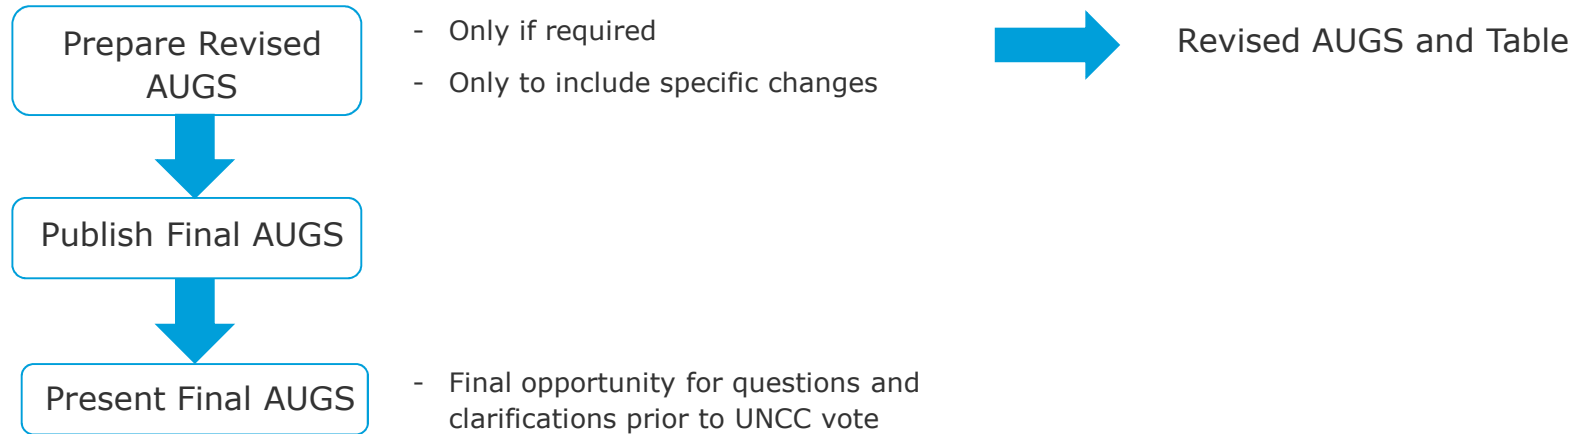 Prepare Revised
AUGS
- Only if required
- Only to include specific changes
Revised AUGS and Table
Publish Final AUGS
Present Final AUGS
- Final opportunity for questions and
clarifications prior to UNCC vote